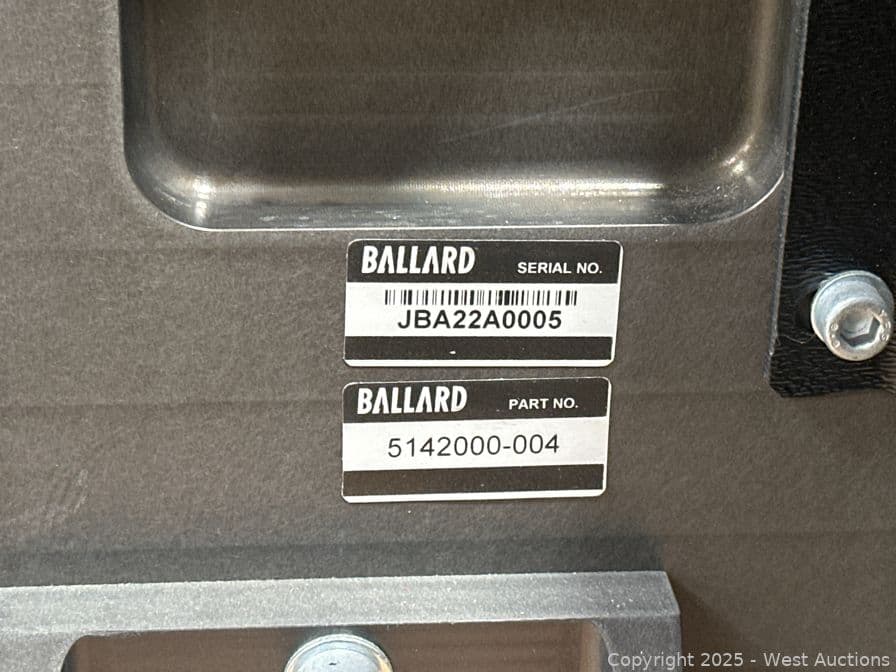 BALLARD SERIAL NO.
JBA22A0005
BALLARD PART NO.
5142000-004
Copyright 2025 - West Auctions